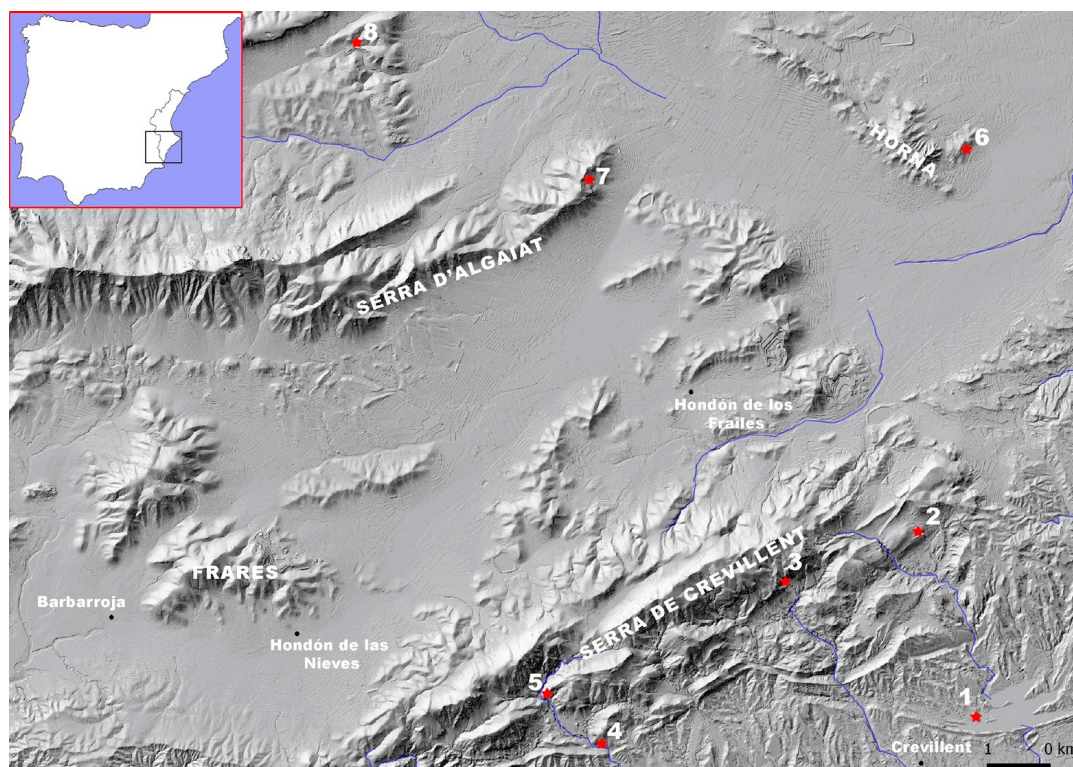 8
6
HORNA
7
SERRA D'ALGAIAT
Hondón de los
Frailes
2
SERRA DE CREVILLENT
3
FRARES
Barbarroja
Hondón de las
Nieves
5
4
1
Crevillent
1 0 km